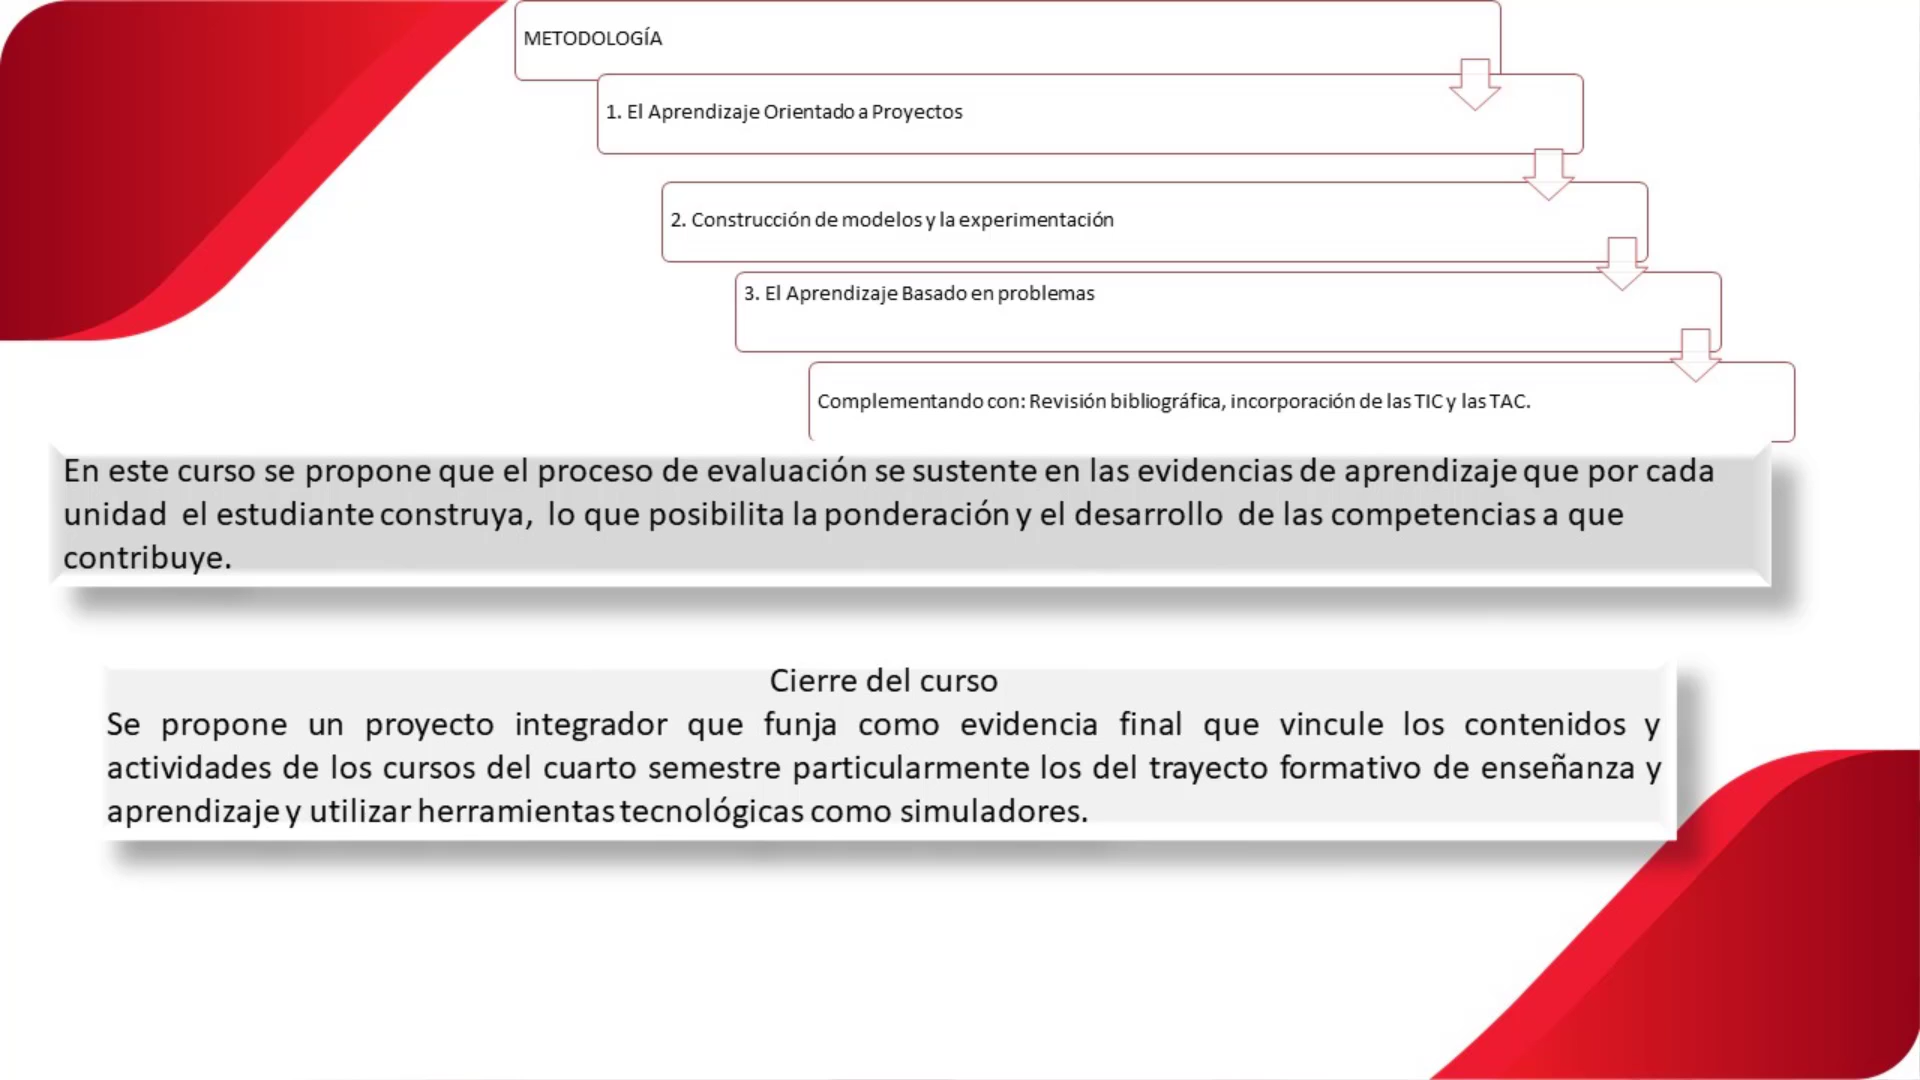 METODOLOGÍA
1. El Aprendizaje Orientado a Proyectos
2. Construcción de modelos y la experimentación
3. El Aprendizaje Basado en problemas
Complementando con: Revisión bibliográfica, incorporación de las TIC y las TAC.
En este curso se propone que el proceso de evaluación se sustente en las evidencias de aprendizaje que por cada
unidad el estudiante construya, lo que posibilita la ponderación y el desarrollo de las competencias a que
contribuye.
Cierre del curso
Se propone un proyecto integrador que funja como evidencia final que vincule los contenidos y
actividades de los cursos del cuarto semestre particularmente los del trayecto formativo de enseñanza y
aprendizaje y utilizar herramientas tecnológicas como simuladores.